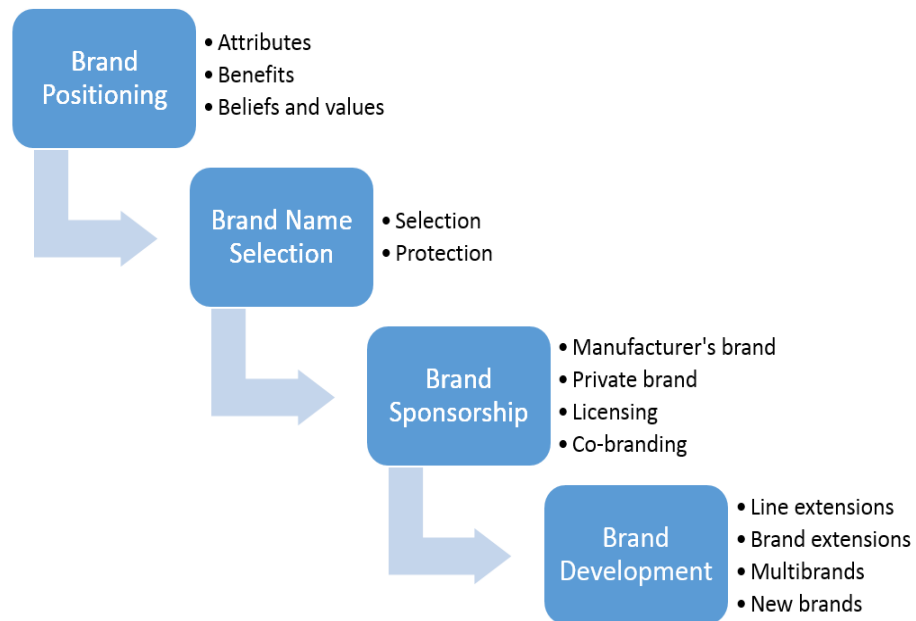 Brand
Positioning
• Attributes
• Benefits
• Beliefs and values
Brand Name
Selection
• Selection
• Protection
Brand
Sponsorship
• Manufacturer's brand
• Private brand
• Licensing
• Co-branding
Brand
Development
• Line extensions
• Brand extensions
• Multibrands
• New brands